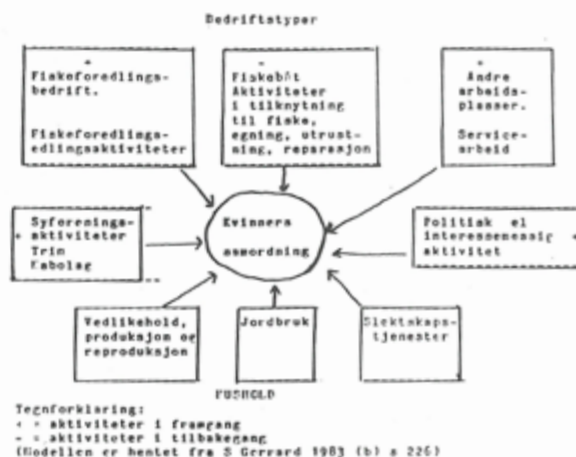 Bedriftstyper
+
Fiskeforedlings-
bedrift.
Fiskeforedlings-
edlingsaktiviteter
-
Fiskebåt
Aktiviteter
i tilknytning
til fiske,
egning, utrust-
ning, reparasjon
+
Andre
arbeids-
plasser.
Service-
arbeid
Syforenings-
+ aktiviteter
Trim
Kvinners
Politisk el
interessemessig +
aktivitet
Vedlikehold,
produksjon og
reproduksjon
Jordbruk
Slektskaps-
tjenester
HUSHOLD
Tegnforklaring:
+ = aktiviteter i framgang
- = aktiviteter i tilbakegang
(Modellen er hentet fra S Gerrard 1983 (b) s 226)